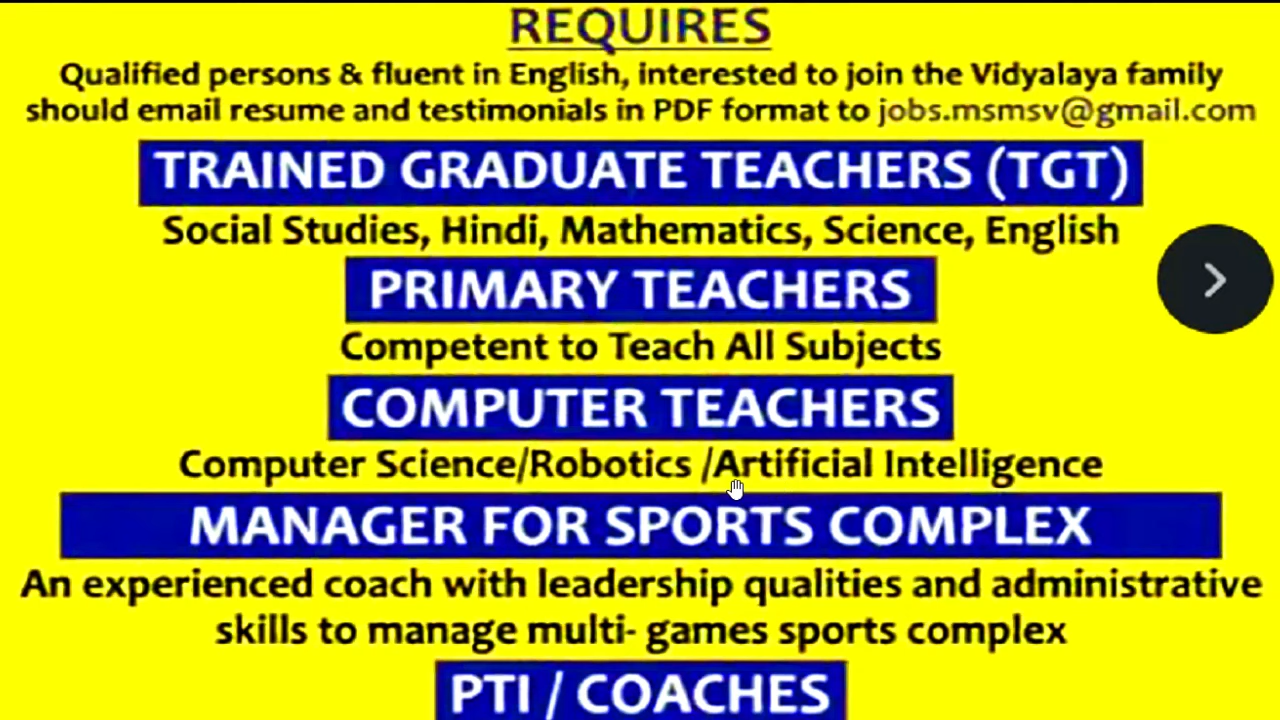 REQUIRES
Qualified persons & fluent in English, interested to join the Vidyalaya family
should email resume and testimonials in PDF format to jobs.msmsv@gmail.com
TRAINED GRADUATE TEACHERS (TGT)
Social Studies, Hindi, Mathematics, Science, English
PRIMARY TEACHERS
Competent to Teach All Subjects
COMPUTER TEACHERS
Computer Science/Robotics /Artificial Intelligence
MANAGER FOR SPORTS COMPLEX
An experienced coach with leadership qualities and administrative
skills to manage multi- games sports complex
PTI / COACHES